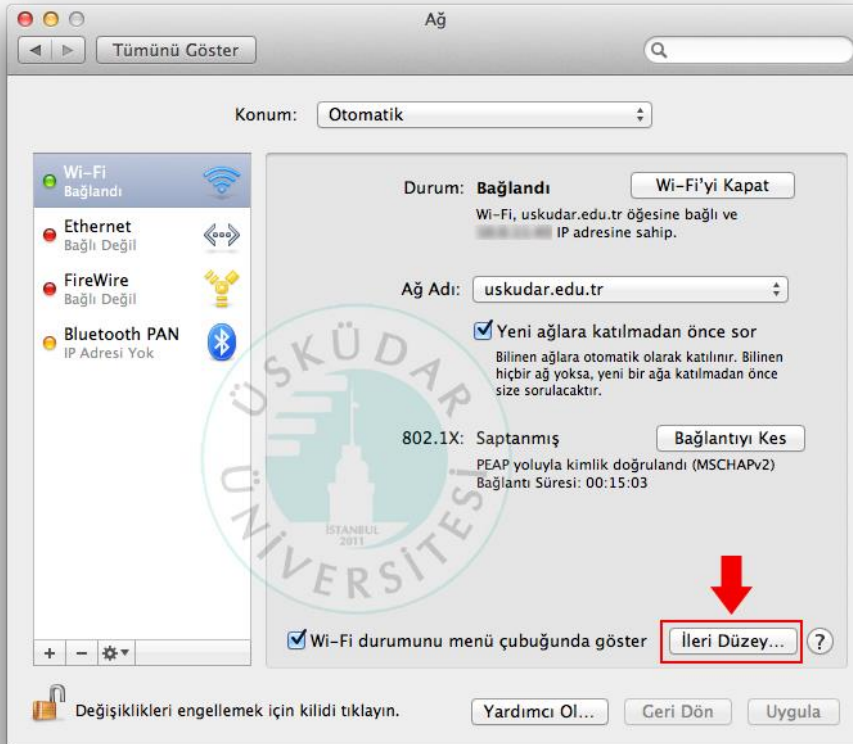 Ağ
Tümünü Göster
Konum: Otomatik
Wi-Fi
Bağlandı
Ethernet
Bağlı Değil
FireWire
Bağlı Değil
Bluetooth PAN
IP Adresi Yok
Durum: Bağlandı
Wi-Fi'yi Kapat
Wi-Fi, uskudar.edu.tr öğesine bağlı ve
IP adresine sahip.
Ağ Adı: uskudar.edu.tr
Yeni ağlara katılmadan önce sor
Bilinen ağlara otomatik olarak katılınır. Bilinen
hiçbir ağ yoksa, yeni bir ağa katılmadan önce
size sorulacaktır.
802.1X: Saptanmış
Bağlantıyı Kes
PEAP yoluyla kimlik doğrulandı (MSCHAPv2)
Bağlantı Süresi: 00:15:03
ÜSKÜDAR
ÜNİVERSİTESİ
İSTANBUL
2011
Wi-Fi durumunu menü çubuğunda göster
İleri Düzey...
?
+ −
Değişiklikleri engellemek için kilidi tıklayın.
Yardımcı Ol...
Geri Dön
Uygula